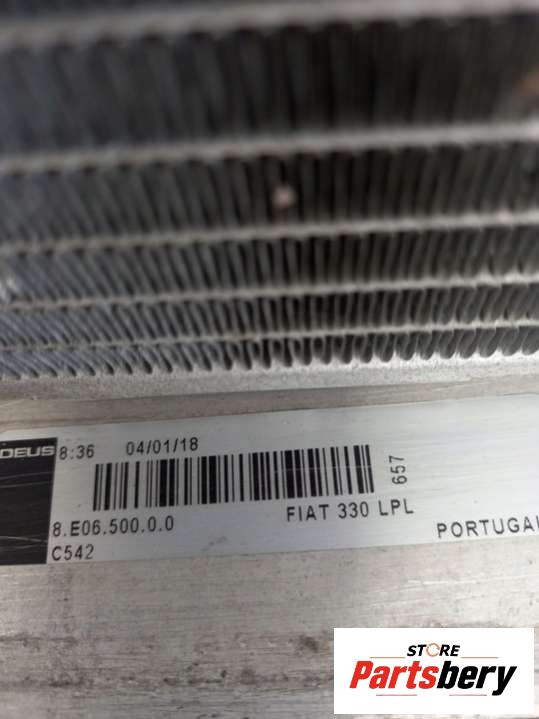 DEUS 8:36 04/01/18
657
8.E06.500.0.0 FIAT 330 LPL
C542 PORTUGAL
STORE
Partsbery